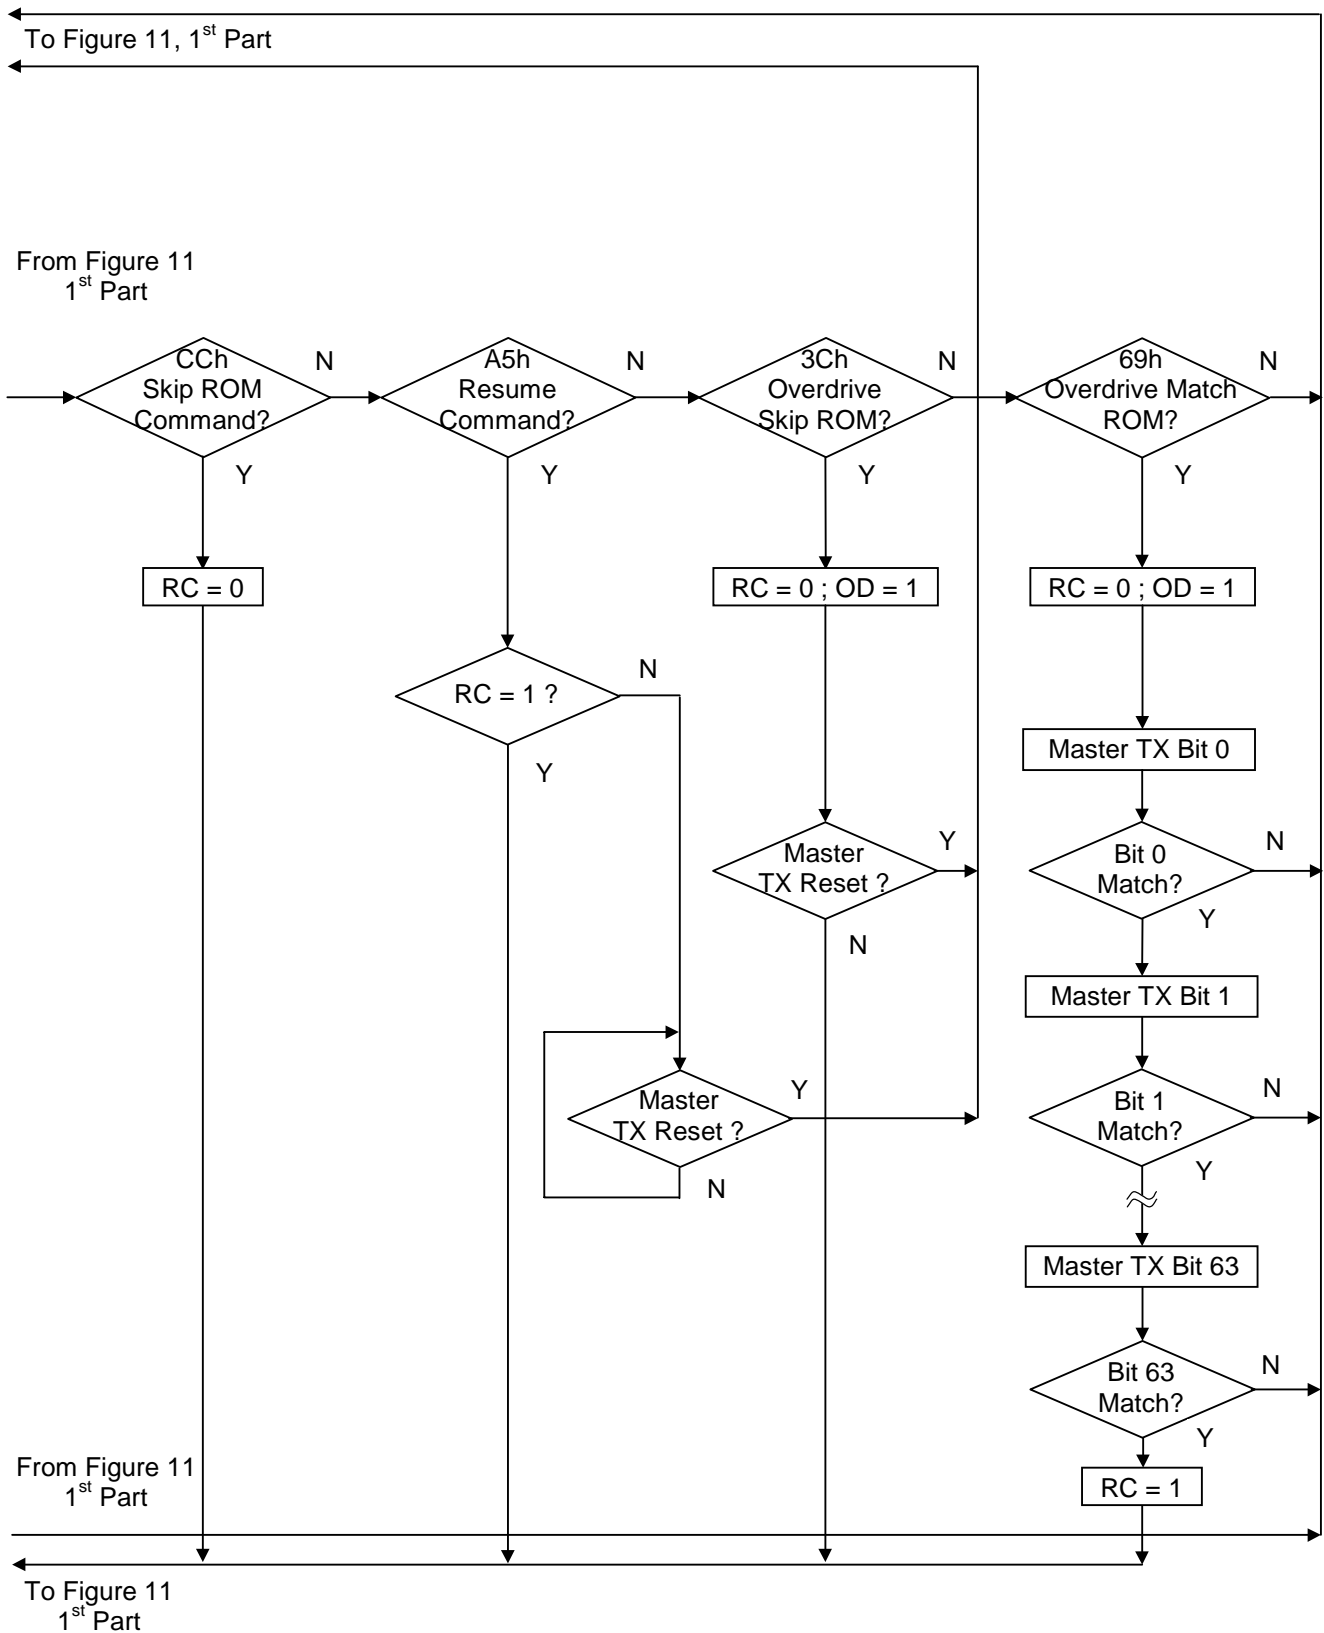 To Figure 11, 1st Part
From Figure 11
1st Part
CCh
Skip ROM
Command?
N
Y
A5h
Resume
Command?
N
Y
3Ch
Overdrive
Skip ROM?
N
Y
69h
Overdrive Match
ROM?
N
Y
RC = 0
RC = 0 ; OD = 1
RC = 0 ; OD = 1
RC = 1 ?
N
Y
Master TX Bit 0
Master
TX Reset ?
Y
N
Bit 0
Match?
N
Y
Master TX Bit 1
Master
TX Reset ?
Y
N
Bit 1
Match?
N
Y
Master TX Bit 63
Bit 63
Match?
N
Y
RC = 1
From Figure 11
1st Part
To Figure 11
1st Part